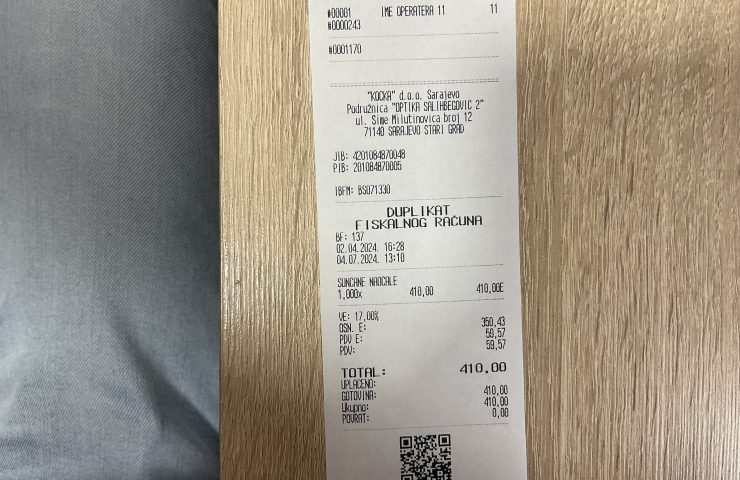 #00001 IME OPERATERA 11 11
#0000243
#0001170
"KOCKA" d.o.o. Sarajevo
Podružnica "OPTIKA SALIHBEGOVIC 2"
ul. Sime Milutinovica broj 12
71140 SARAJEVO STARI GRAD
JIB: 4201084870048
PIB: 201084870005
IBFM: BS071330
DUPLIKAT
FISKALNOG RAČUNA
BF: 137
02.04.2024. 16:28
04.07.2024. 13:10
SUNCANE NAOCALE
1,000x 410,00 410,00E
VE: 17,00%
OSN. E: 350,43
PDV E: 59,57
PDV: 59,57
TOTAL: 410,00
UPLAĆENO:
GOTOVINA: 410,00
Ukupno: 410,00
POVRAT: 0,00